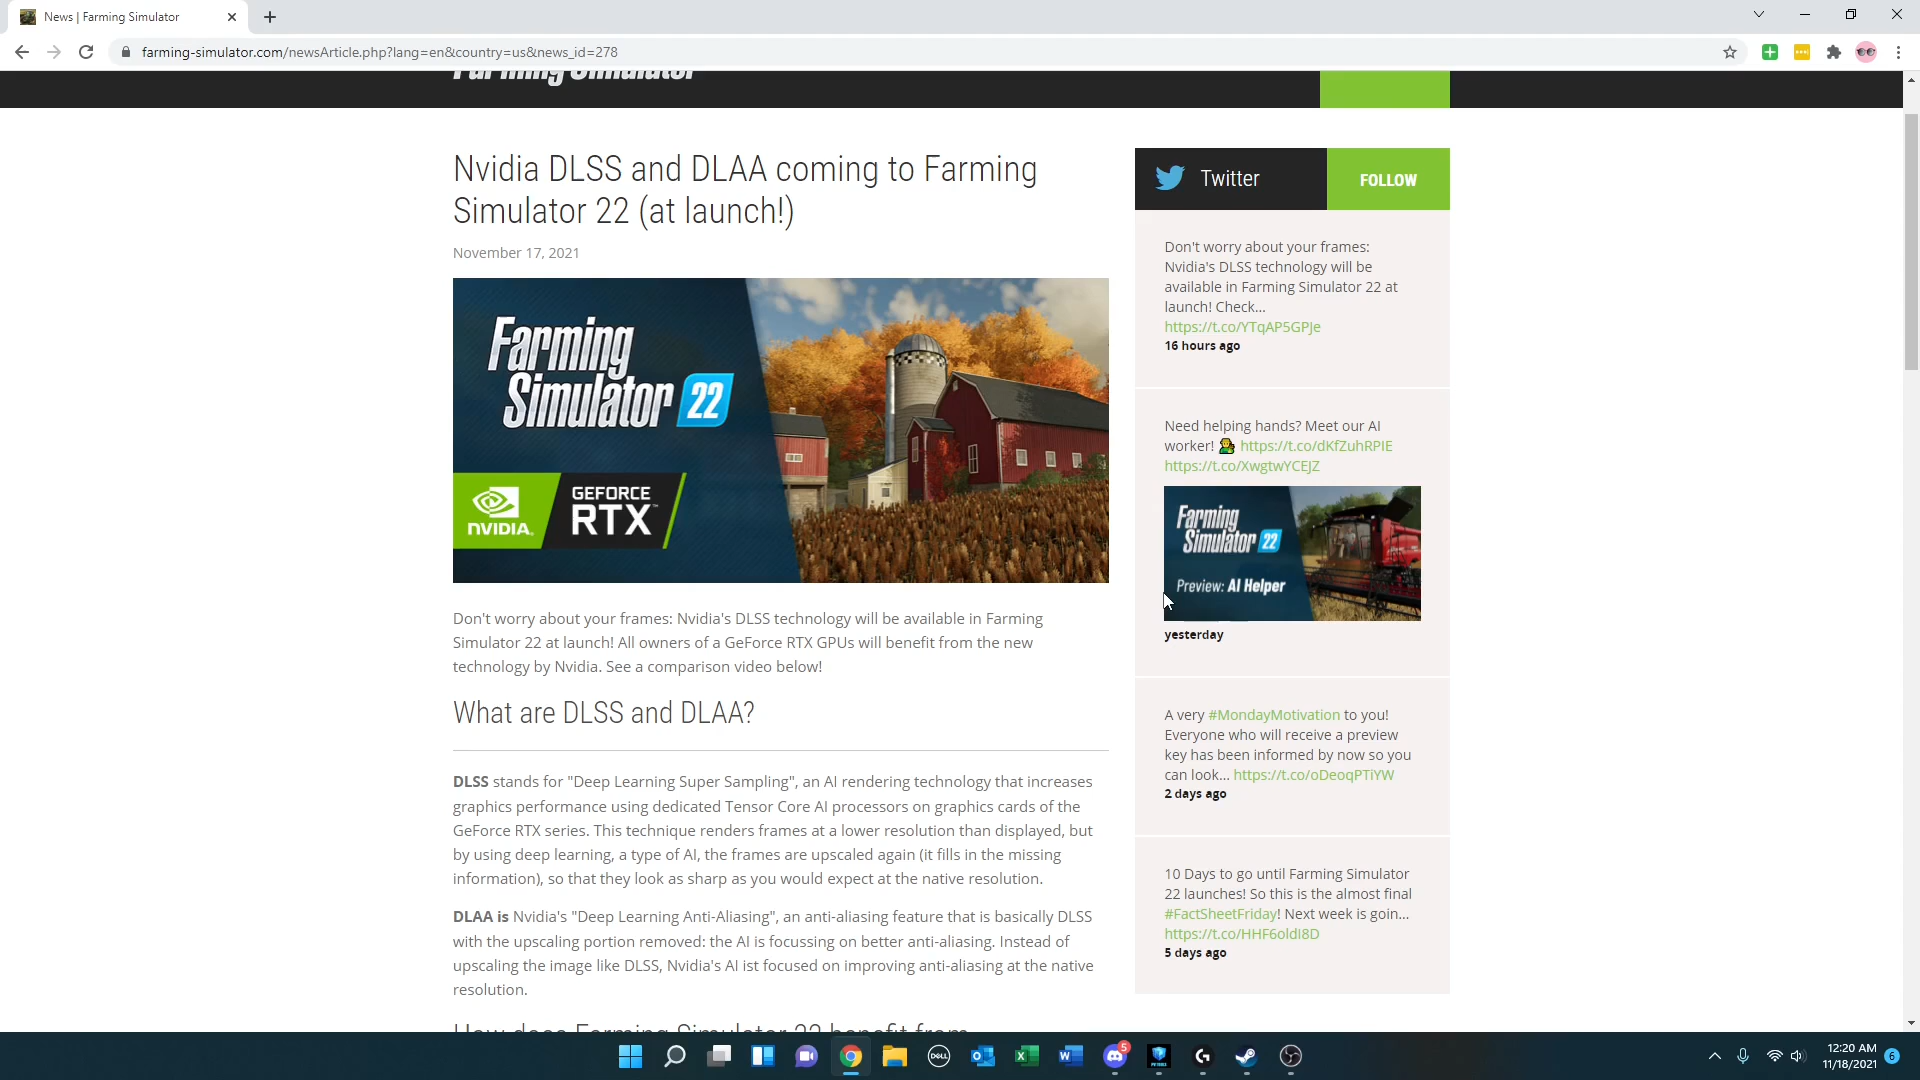 News | Farming Simulator
farming-simulator.com/newsArticle.php?lang=en&country=us&news_id=278
Farming Simulator
Nvidia DLSS and DLAA coming to Farming
Simulator 22 (at launch!)
November 17, 2021
Farming
Simulator 22
NVIDIA.
GEFORCE
RTX™
Don't worry about your frames: Nvidia's DLSS technology will be available in Farming
Simulator 22 at launch! All owners of a GeForce RTX GPUs will benefit from the new
technology by Nvidia. See a comparison video below!
What are DLSS and DLAA?
DLSS stands for "Deep Learning Super Sampling", an AI rendering technology that increases
graphics performance using dedicated Tensor Core AI processors on graphics cards of the
GeForce RTX series. This technique renders frames at a lower resolution than displayed, but
by using deep learning, a type of AI, the frames are upscaled again (it fills in the missing
information), so that they look as sharp as you would expect at the native resolution.
DLAA is Nvidia's "Deep Learning Anti-Aliasing", an anti-aliasing feature that is basically DLSS
with the upscaling portion removed: the AI is focussing on better anti-aliasing. Instead of
upscaling the image like DLSS, Nvidia's AI ist focused on improving anti-aliasing at the native
resolution.
How does Farming Simulator 22 benefit from
Twitter
FOLLOW
Don't worry about your frames:
Nvidia's DLSS technology will be
available in Farming Simulator 22 at
launch! Check...
https://t.co/YTqAP5GPJe
16 hours ago
Need helping hands? Meet our AI
worker! https://t.co/dKfZuhRPIE
https://t.co/XwgtwYCEJZ
Farming
Simulator 22
Preview: AI Helper
yesterday
A very #MondayMotivation to you!
Everyone who will receive a preview
key has been informed by now so you
can look... https://t.co/oDeoqPTiYW
2 days ago
10 Days to go until Farming Simulator
22 launches! So this is the almost final
#FactSheetFriday! Next week is goin...
https://t.co/HHF6oldI8D
5 days ago
DELL
5
12:20 AM
11/18/2021
6